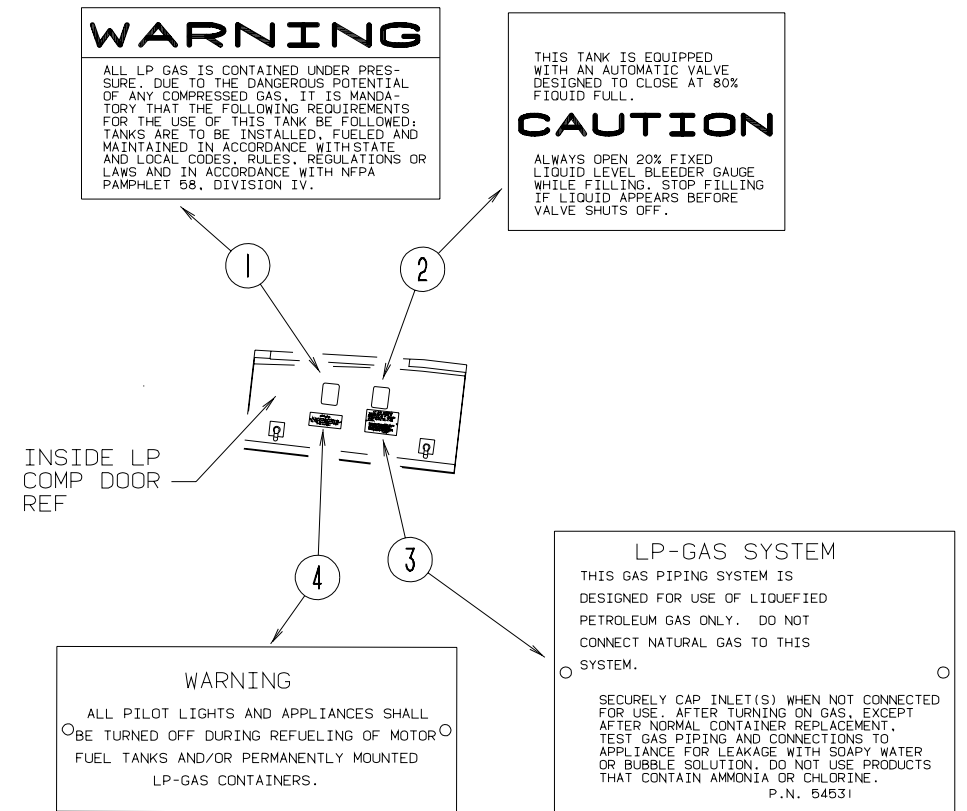 WARNING
ALL LP GAS IS CONTAINED UNDER PRES-
SURE. DUE TO THE DANGEROUS POTENTIAL
OF ANY COMPRESSED GAS, IT IS MANDA-
TORY THAT THE FOLLOWING REQUIREMENTS
FOR THE USE OF THIS TANK BE FOLLOWED:
TANKS ARE TO BE INSTALLED, FUELED AND
MAINTAINED IN ACCORDANCE WITH STATE
AND LOCAL CODES, RULES, REGULATIONS OR
LAWS AND IN ACCORDANCE WITH NFPA
PAMPHLET 58, DIVISION IV.
THIS TANK IS EQUIPPED
WITH AN AUTOMATIC VALVE
DESIGNED TO CLOSE AT 80%
FIQUID FULL.
CAUTION
ALWAYS OPEN 20% FIXED
LIQUID LEVEL BLEEDER GAUGE
WHILE FILLING. STOP FILLING
IF LIQUID APPEARS BEFORE
VALVE SHUTS OFF.
1
2
INSIDE LP
COMP DOOR
REF
4
3
WARNING
ALL PILOT LIGHTS AND APPLIANCES SHALL
BE TURNED OFF DURING REFUELING OF MOTOR
FUEL TANKS AND/OR PERMANENTLY MOUNTED
LP-GAS CONTAINERS.
LP-GAS SYSTEM
THIS GAS PIPING SYSTEM IS
DESIGNED FOR USE OF LIQUEFIED
PETROLEUM GAS ONLY. DO NOT
CONNECT NATURAL GAS TO THIS
SYSTEM.
SECURELY CAP INLET(S) WHEN NOT CONNECTED
FOR USE. AFTER TURNING ON GAS, EXCEPT
AFTER NORMAL CONTAINER REPLACEMENT,
TEST GAS PIPING AND CONNECTIONS TO
APPLIANCE FOR LEAKAGE WITH SOAPY WATER
OR BUBBLE SOLUTION. DO NOT USE PRODUCTS
THAT CONTAIN AMMONIA OR CHLORINE.
P.N. 54531